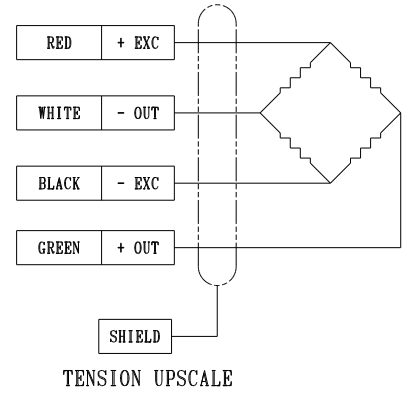 RED + EXC
WHITE - OUT
BLACK - EXC
GREEN + OUT
SHIELD
TENSION UPSCALE